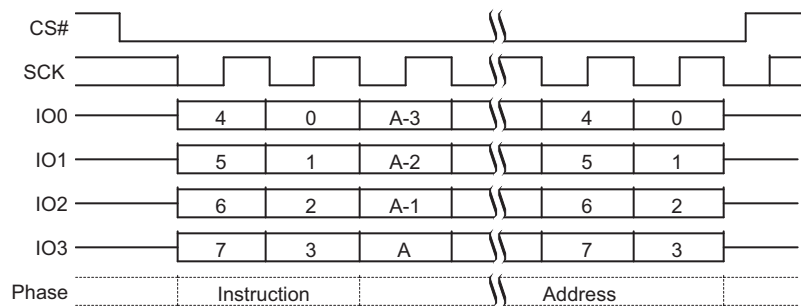 CS#
SCK
IO0 4 0 A-3 4 0
IO1 5 1 A-2 5 1
IO2 6 2 A-1 6 2
IO3 7 3 A 7 3
Phase Instruction Address